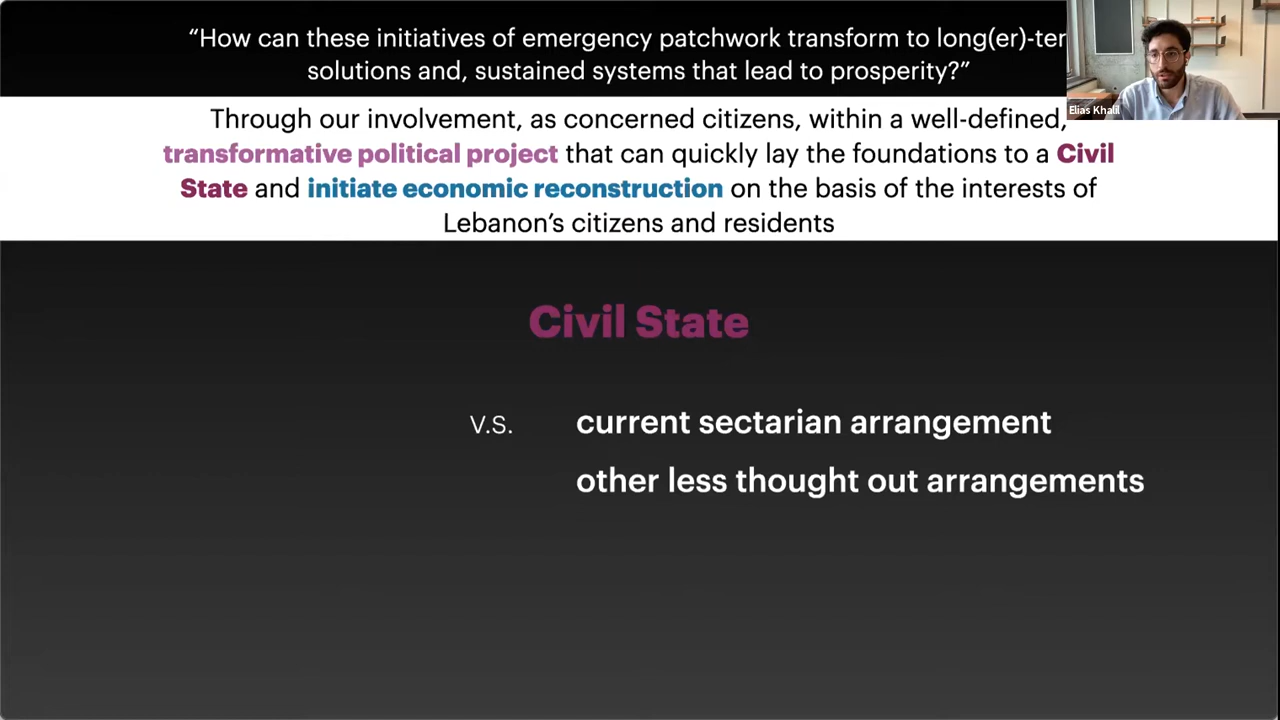 “How can these initiatives of emergency patchwork transform to long(er)-ter
solutions and, sustained systems that lead to prosperity?”
Elias Khalil
Through our involvement, as concerned citizens, within a well-defined,
transformative political project that can quickly lay the foundations to a Civil
State and initiate economic reconstruction on the basis of the interests of
Lebanon’s citizens and residents
Civil State
v.s. current sectarian arrangement
other less thought out arrangements